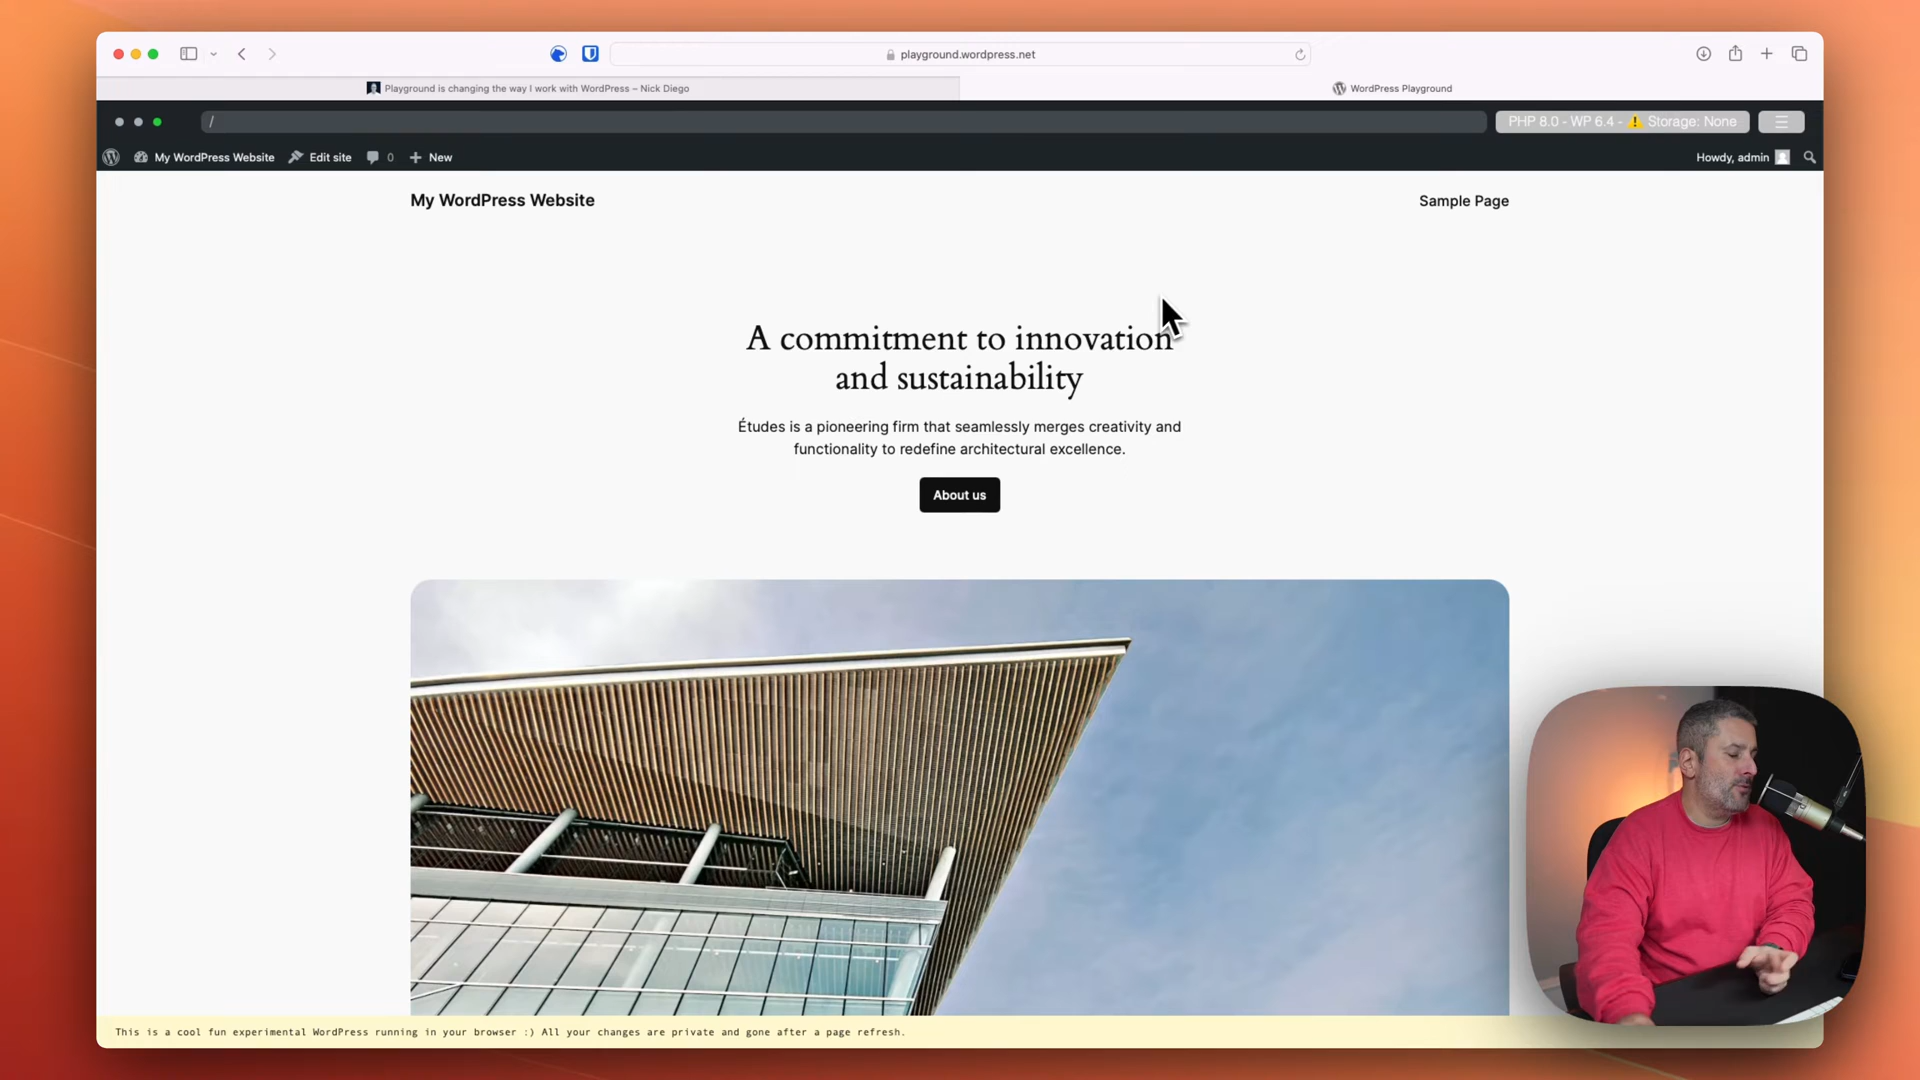 playground.wordpress.net
Playground is changing the way I work with WordPress – Nick Diego
WordPress Playground
/
PHP 8.0 - WP 6.4 - ⚠️ Storage: None
My WordPress Website
Edit site
0
New
Howdy, admin
My WordPress Website
Sample Page
A commitment to innovation
and sustainability
Études is a pioneering firm that seamlessly merges creativity and
functionality to redefine architectural excellence.
About us
This is a cool fun experimental WordPress running in your browser :) All your changes are private and gone after a page refresh.